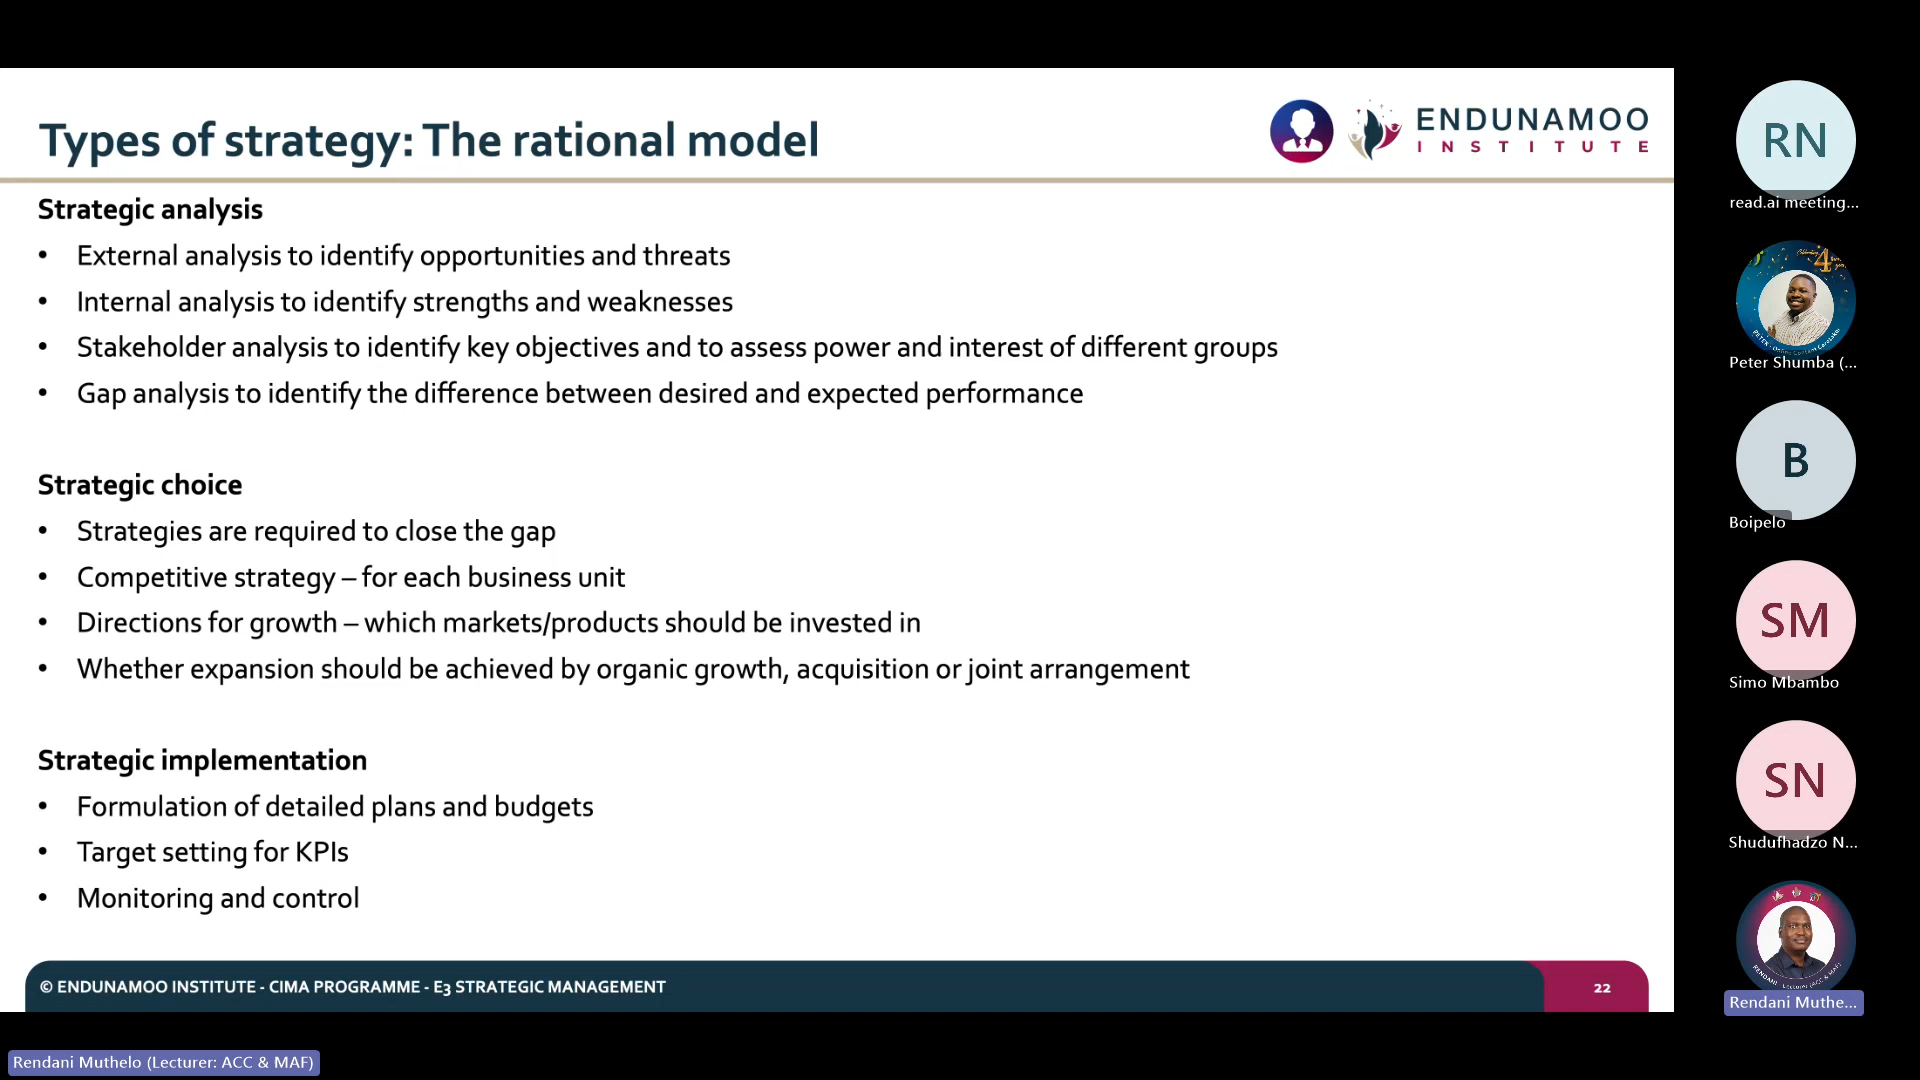 Types of strategy: The rational model
ENDUNAMOO
INSTITUTE
Strategic analysis
• External analysis to identify opportunities and threats
• Internal analysis to identify strengths and weaknesses
• Stakeholder analysis to identify key objectives and to assess power and interest of different groups
• Gap analysis to identify the difference between desired and expected performance
Strategic choice
• Strategies are required to close the gap
• Competitive strategy – for each business unit
• Directions for growth – which markets/products should be invested in
• Whether expansion should be achieved by organic growth, acquisition or joint arrangement
Strategic implementation
• Formulation of detailed plans and budgets
• Target setting for KPIs
• Monitoring and control
© ENDUNAMOO INSTITUTE - CIMA PROGRAMME - E3 STRATEGIC MANAGEMENT
22
RN
read.ai meeting...
4
Peter Shumba (...
B
Boipelo
SM
Simo Mbambo
SN
Shudufhadzo N...
Rendani Muthe...
Rendani Muthelo (Lecturer: ACC & MAF)